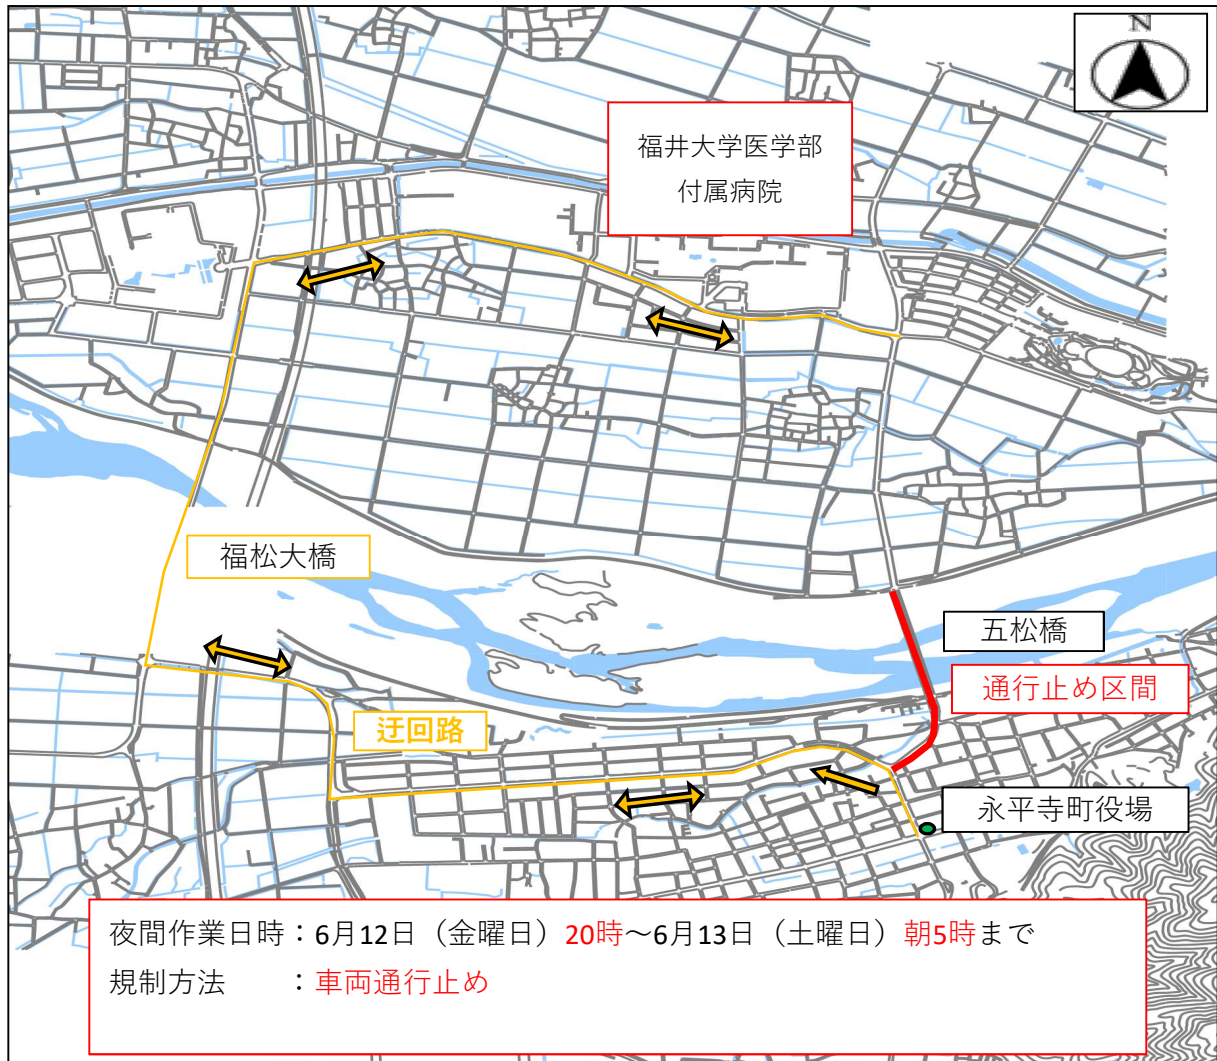 N
福井大学医学部
付属病院
福松大橋
五松橋
通行止め区間
迂回路
永平寺町役場
夜間作業日時：6月12日（金曜日）20時～6月13日（土曜日）朝5時まで
規制方法　　：車両通行止め